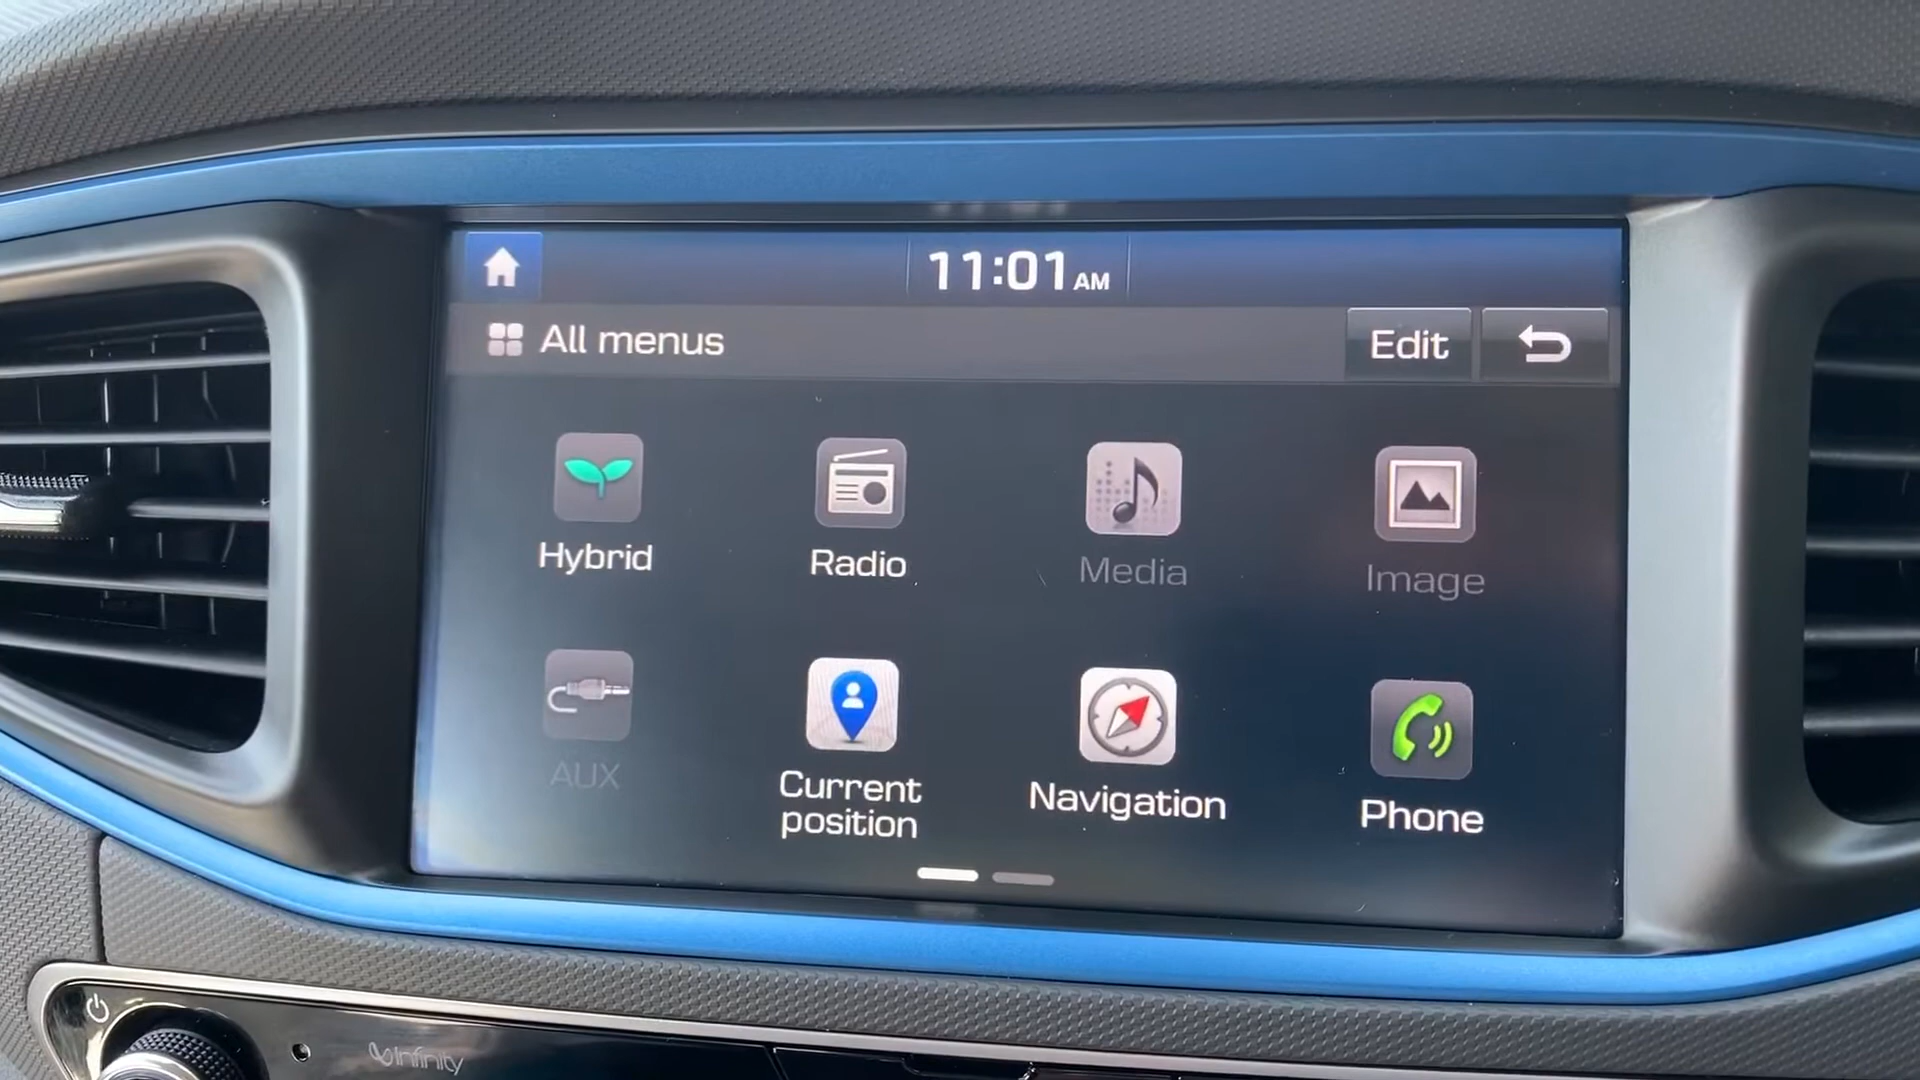 11:01 AM
All menus
Edit
Hybrid
Radio
Media
Image
AUX
Current
position
Navigation
Phone
Infinity